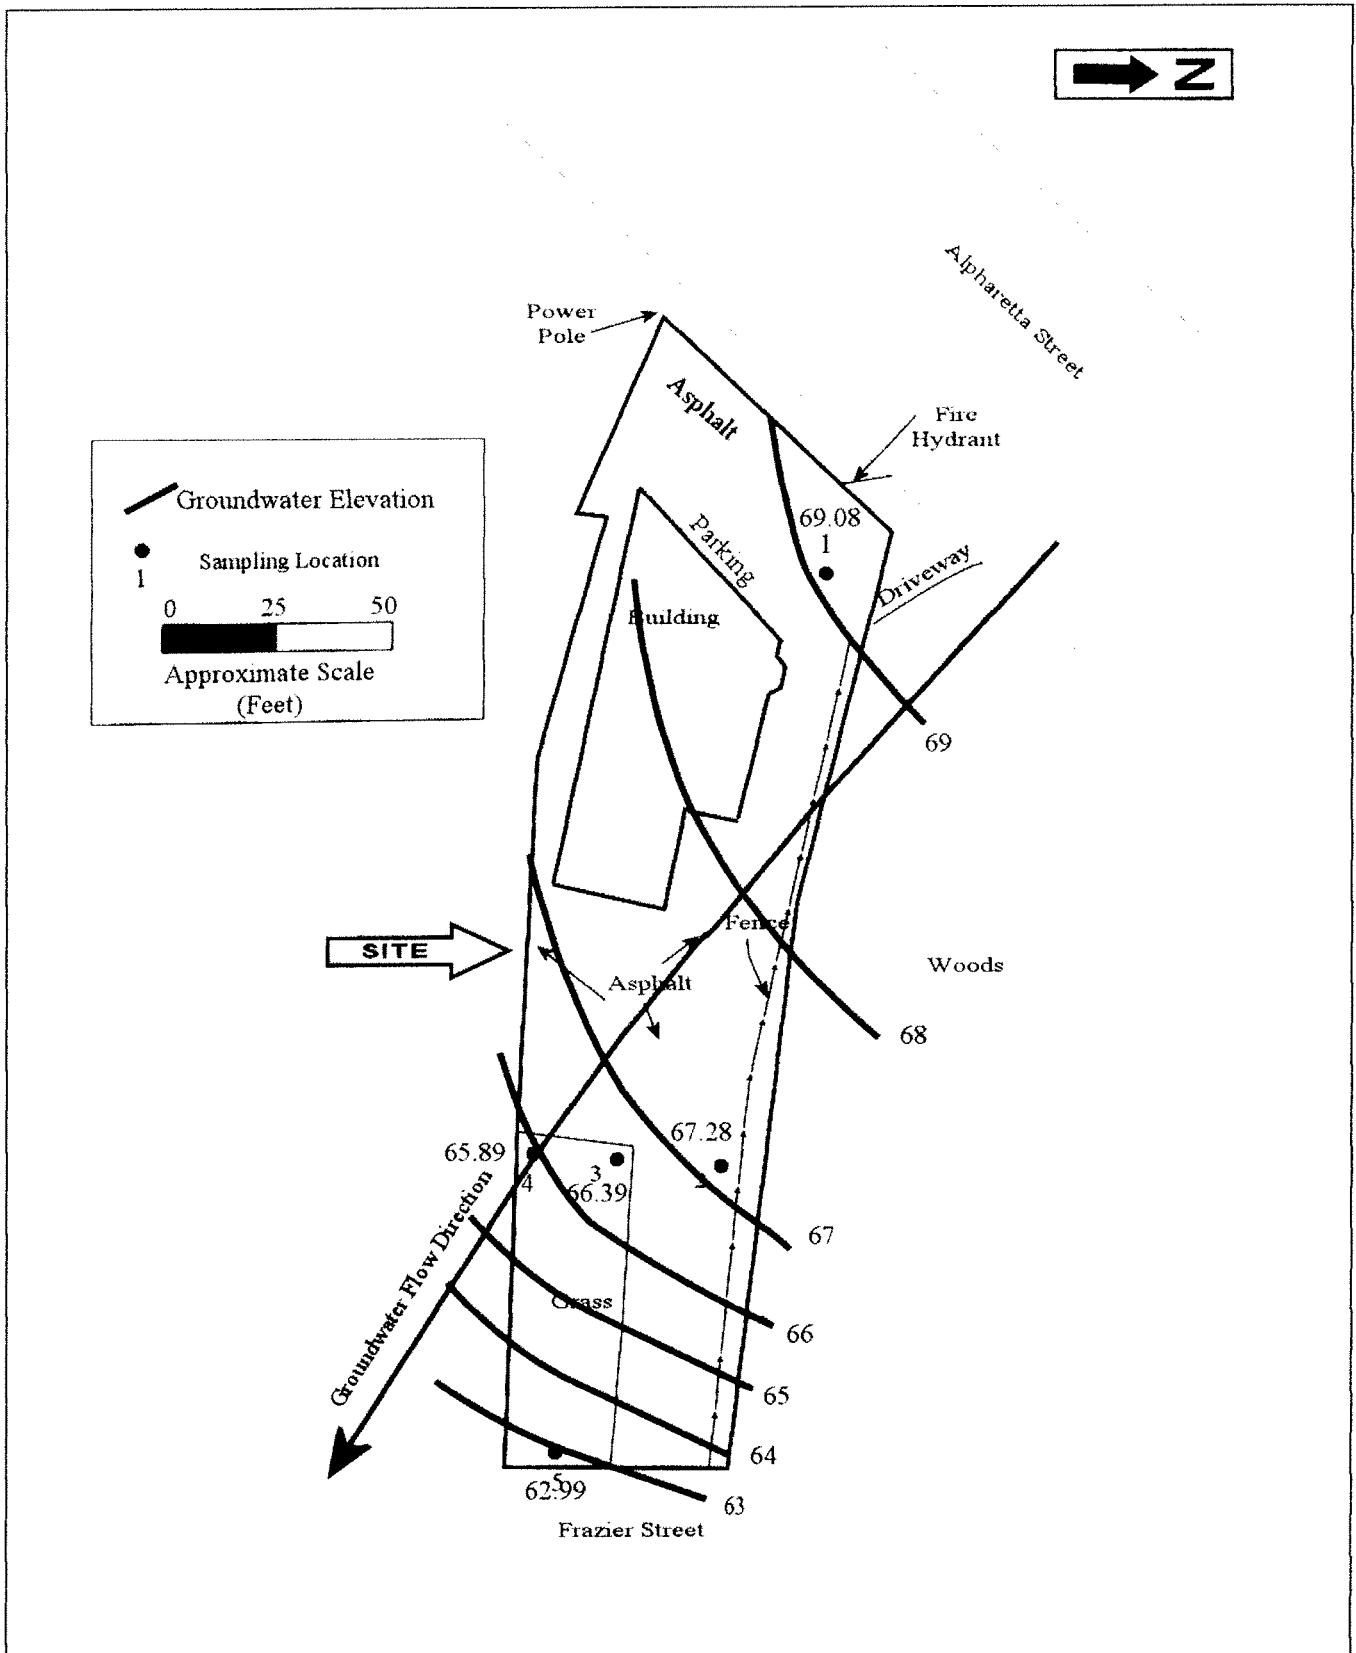 N
Alpharetta Street
Power
Pole
Asphalt
Fire
Hydrant
Groundwater Elevation
1
Sampling Location
0 25 50
Approximate Scale
(Feet)
Parking
69.08
1
Driveway
Building
69
Fence
SITE
Asphalt
Woods
68
67.28
2
65.89
4
3
66.39
67
Groundwater Flow Direction
Grass
66
65
64
5
62.99
63
Frazier Street